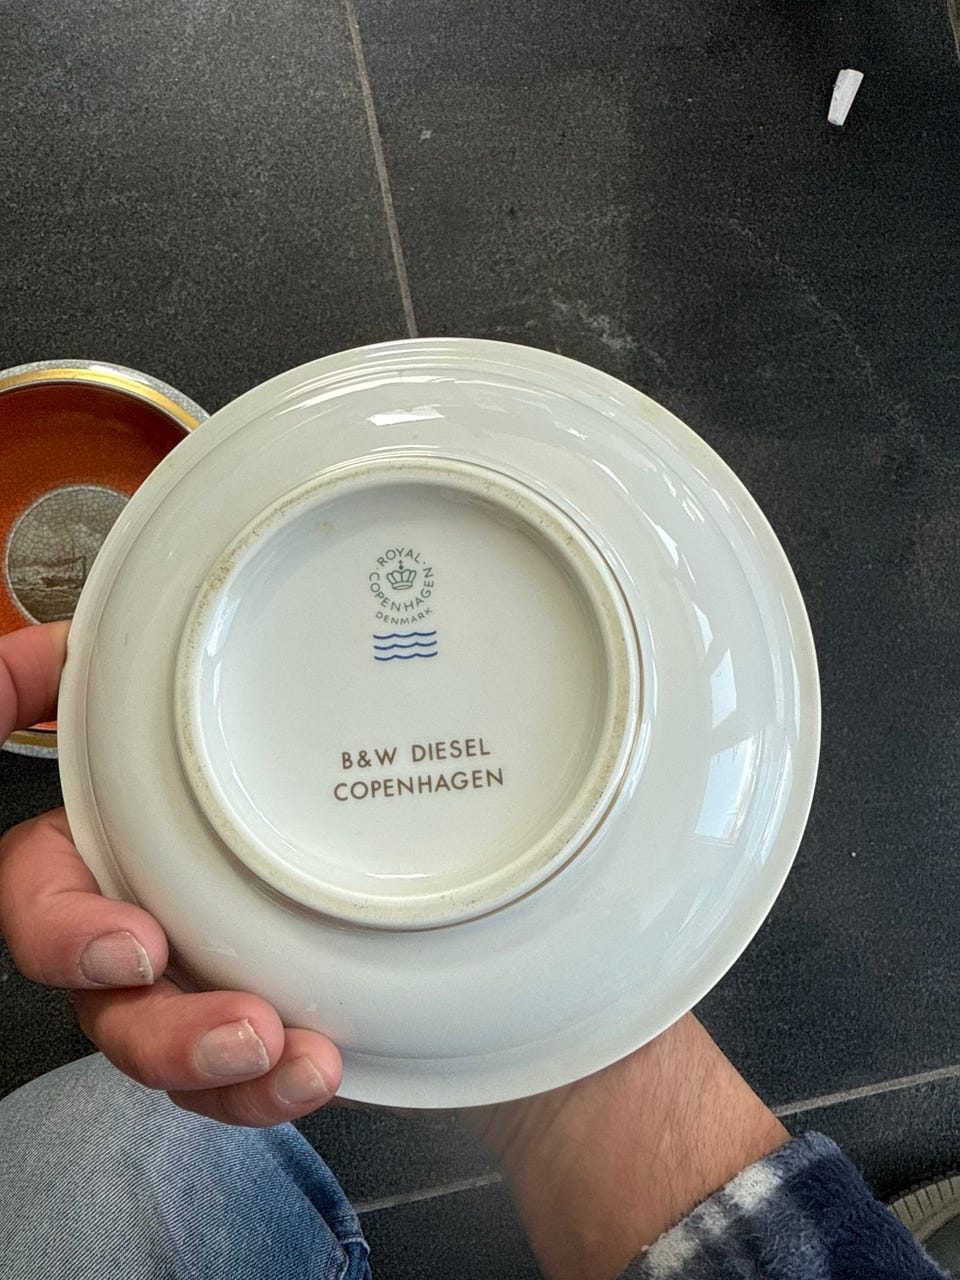 ROYAL
COPENHAGEN
DENMARK
B&W DIESEL
COPENHAGEN